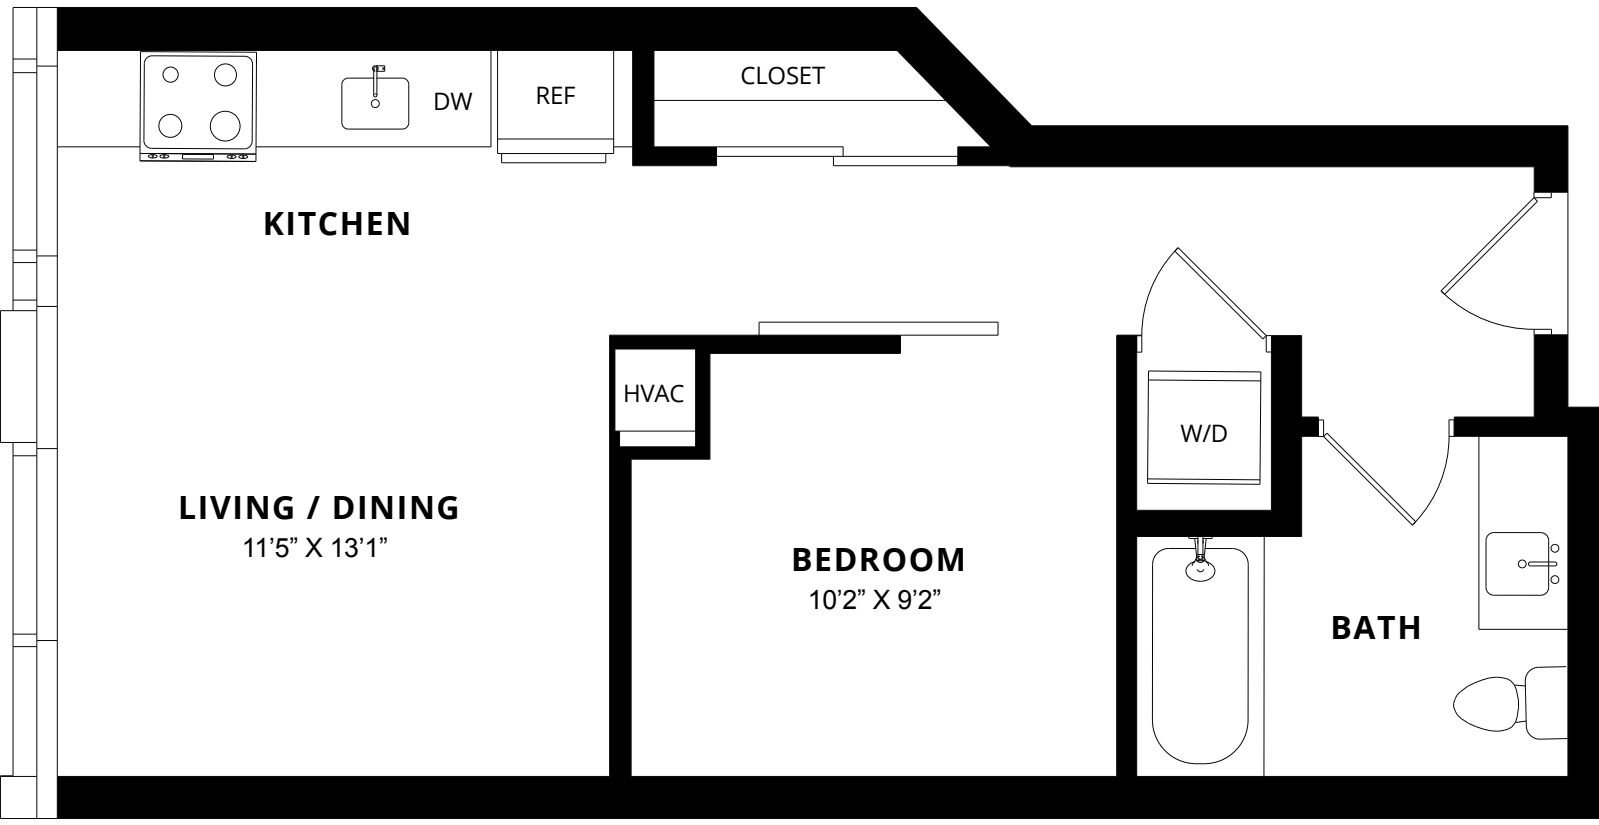 CLOSET
DW
REF
KITCHEN
HVAC
W/D
LIVING / DINING
11’5” X 13’1”
BEDROOM
10’2” X 9’2”
BATH